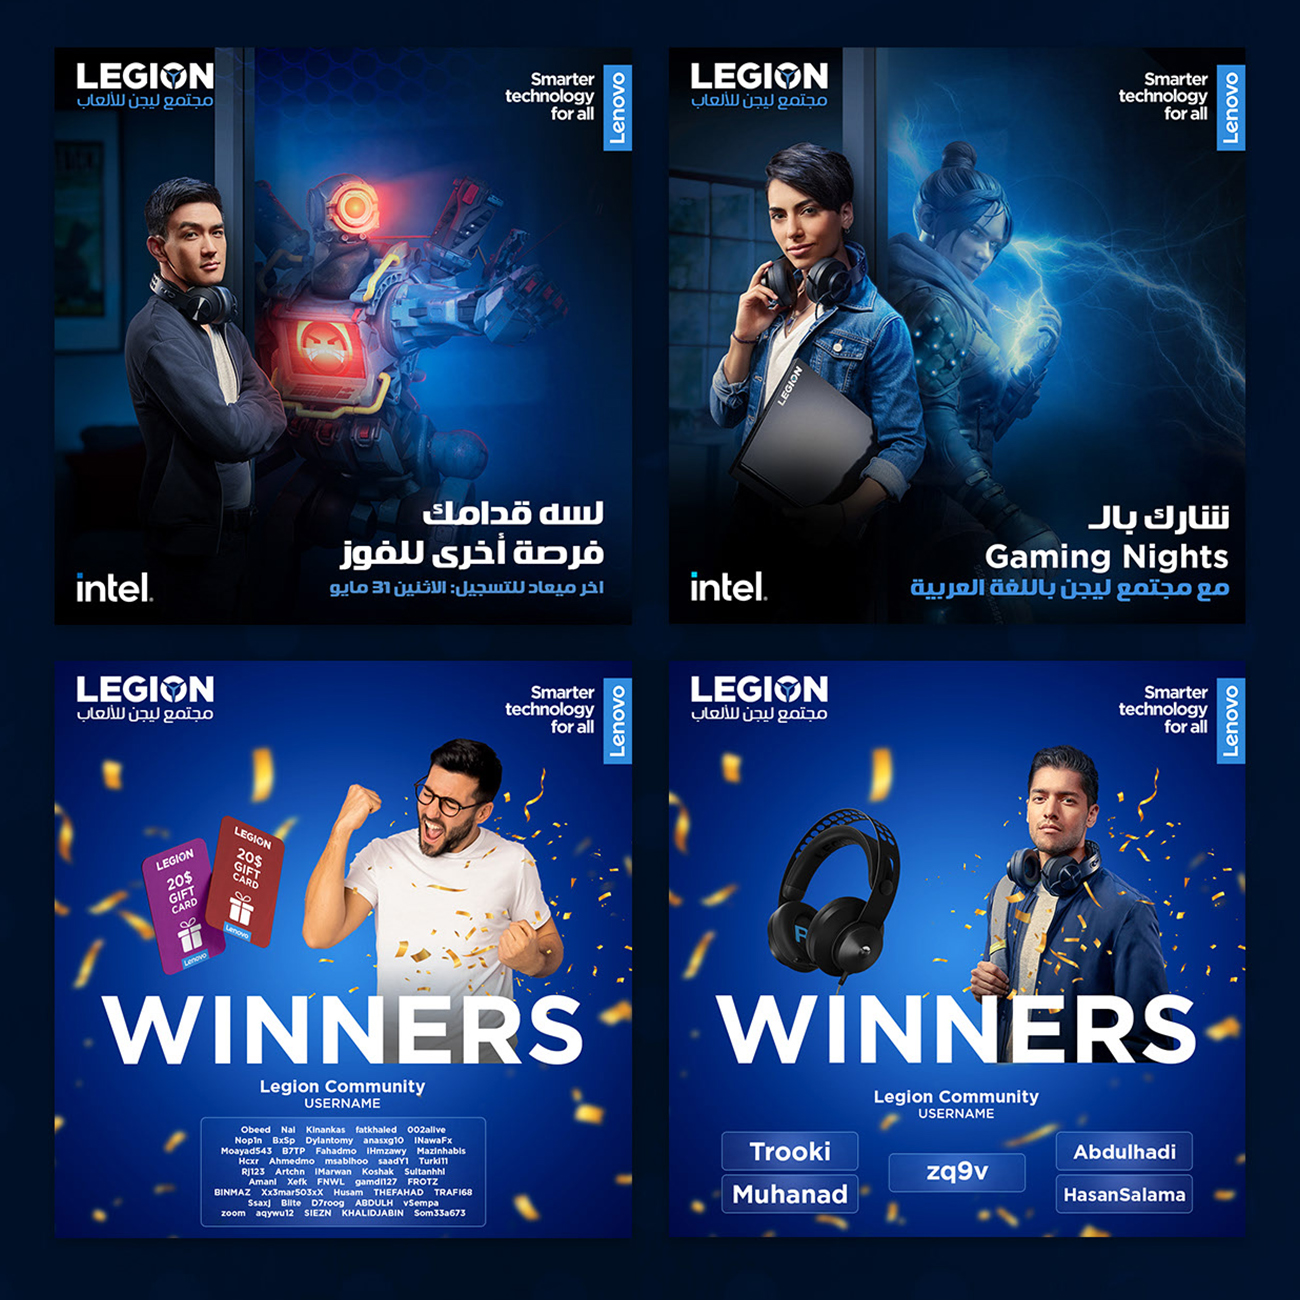 LEGION
مجتمع ليجن للألعاب
Smarter
technology
for all
Lenovo
لسه قدامك
فرصة أخرى للفوز
اخر ميعاد للتسجيل: الاثنين 31 مايو
intel.
LEGION
مجتمع ليجن للألعاب
Smarter
technology
for all
Lenovo
LEGION
شارك بالـ
Gaming Nights
مع مجتمع ليجن باللغة العربية
intel.
LEGION
مجتمع ليجن للألعاب
Smarter
technology
for all
Lenovo
LEGION
20$
GIFT
CARD
Lenovo
LEGION
20$
GIFT
CARD
Lenovo
WINNERS
Legion Community
USERNAME
Obeed Nai Kinankas fatkhaled 002alive
Nop1n BxSp Dylantomy anasxg10 INawaFx
Moayad543 B7TP Fahadmo IHmzawy Mazinhabis
Hcxr Ahmedmo msabihoo saadY1 Turki11
Rj123 Artchn IMarwan Koshak Sultanhhl
Amani Xefk FNWL gamdi127 FROTZ
BINMAZ Xx3mar503xX Husam THEFAHAD TRAFI68
Ssaxj Blite D7roog ABDULH vSempa
zoom aqywu12 SIEZN KHALIDJABIN Som33a673
LEGION
مجتمع ليجن للألعاب
Smarter
technology
for all
Lenovo
WINNERS
Legion Community
USERNAME
Trooki
Muhanad
zq9v
Abdulhadi
HasanSalama